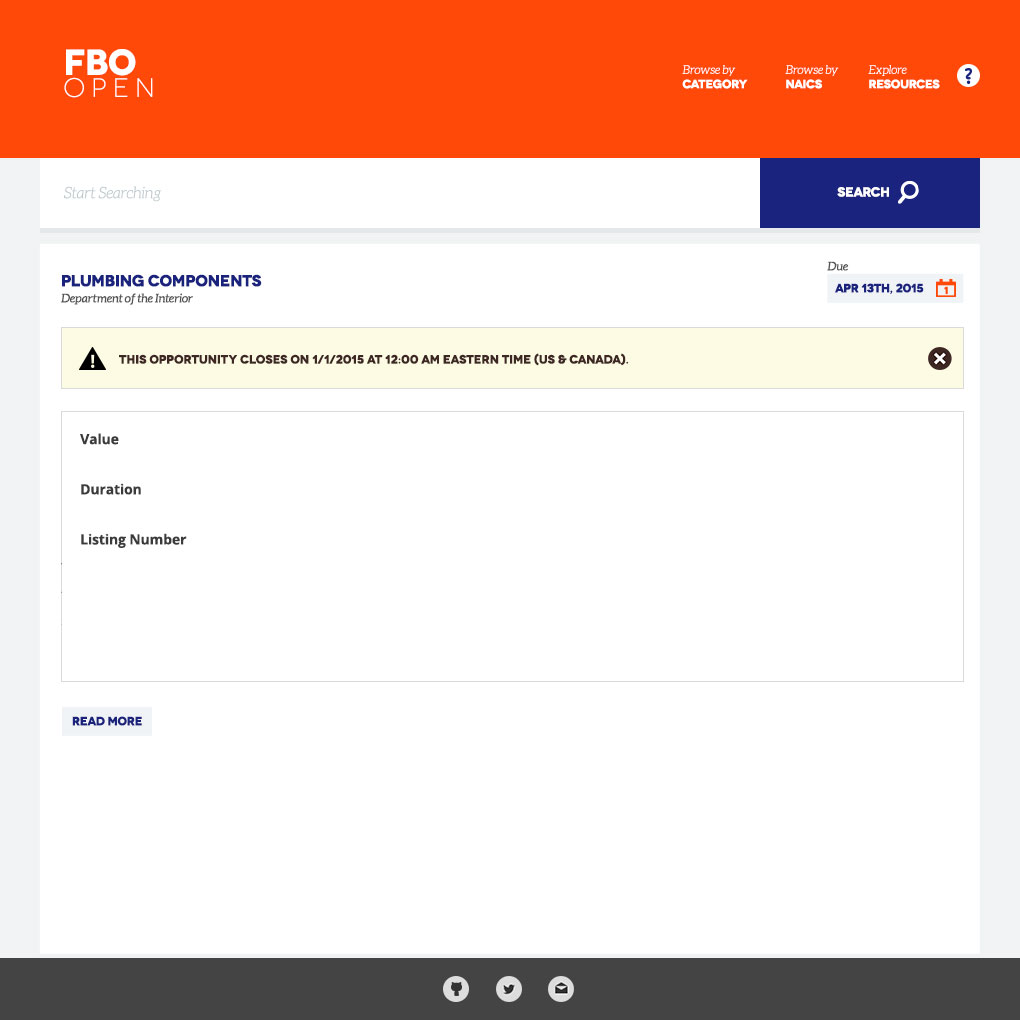 FBO
OPEN
Browse by
CATEGORY
Browse by
NAICS
Explore
RESOURCES
?
Start Searching
SEARCH
PLUMBING COMPONENTS
Department of the Interior
Due
APR 13TH, 2015
1
THIS OPPORTUNITY CLOSES ON 1/1/2015 AT 12:00 AM EASTERN TIME (US & CANADA).
Value
Duration
Listing Number
READ MORE